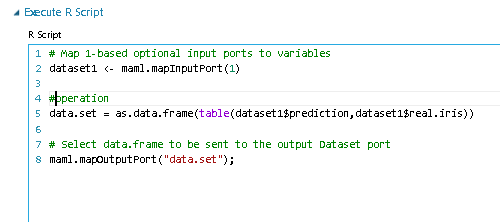 Execute R Script
R Script
1 # Map 1-based optional input ports to variables
2 dataset1 <- maml.mapInputPort(1)
3
4 #operation
5 data.set = as.data.frame(table(dataset1$prediction,dataset1$real.iris))
6
7 # Select data.frame to be sent to the output Dataset port
8 maml.mapOutputPort("data.set");